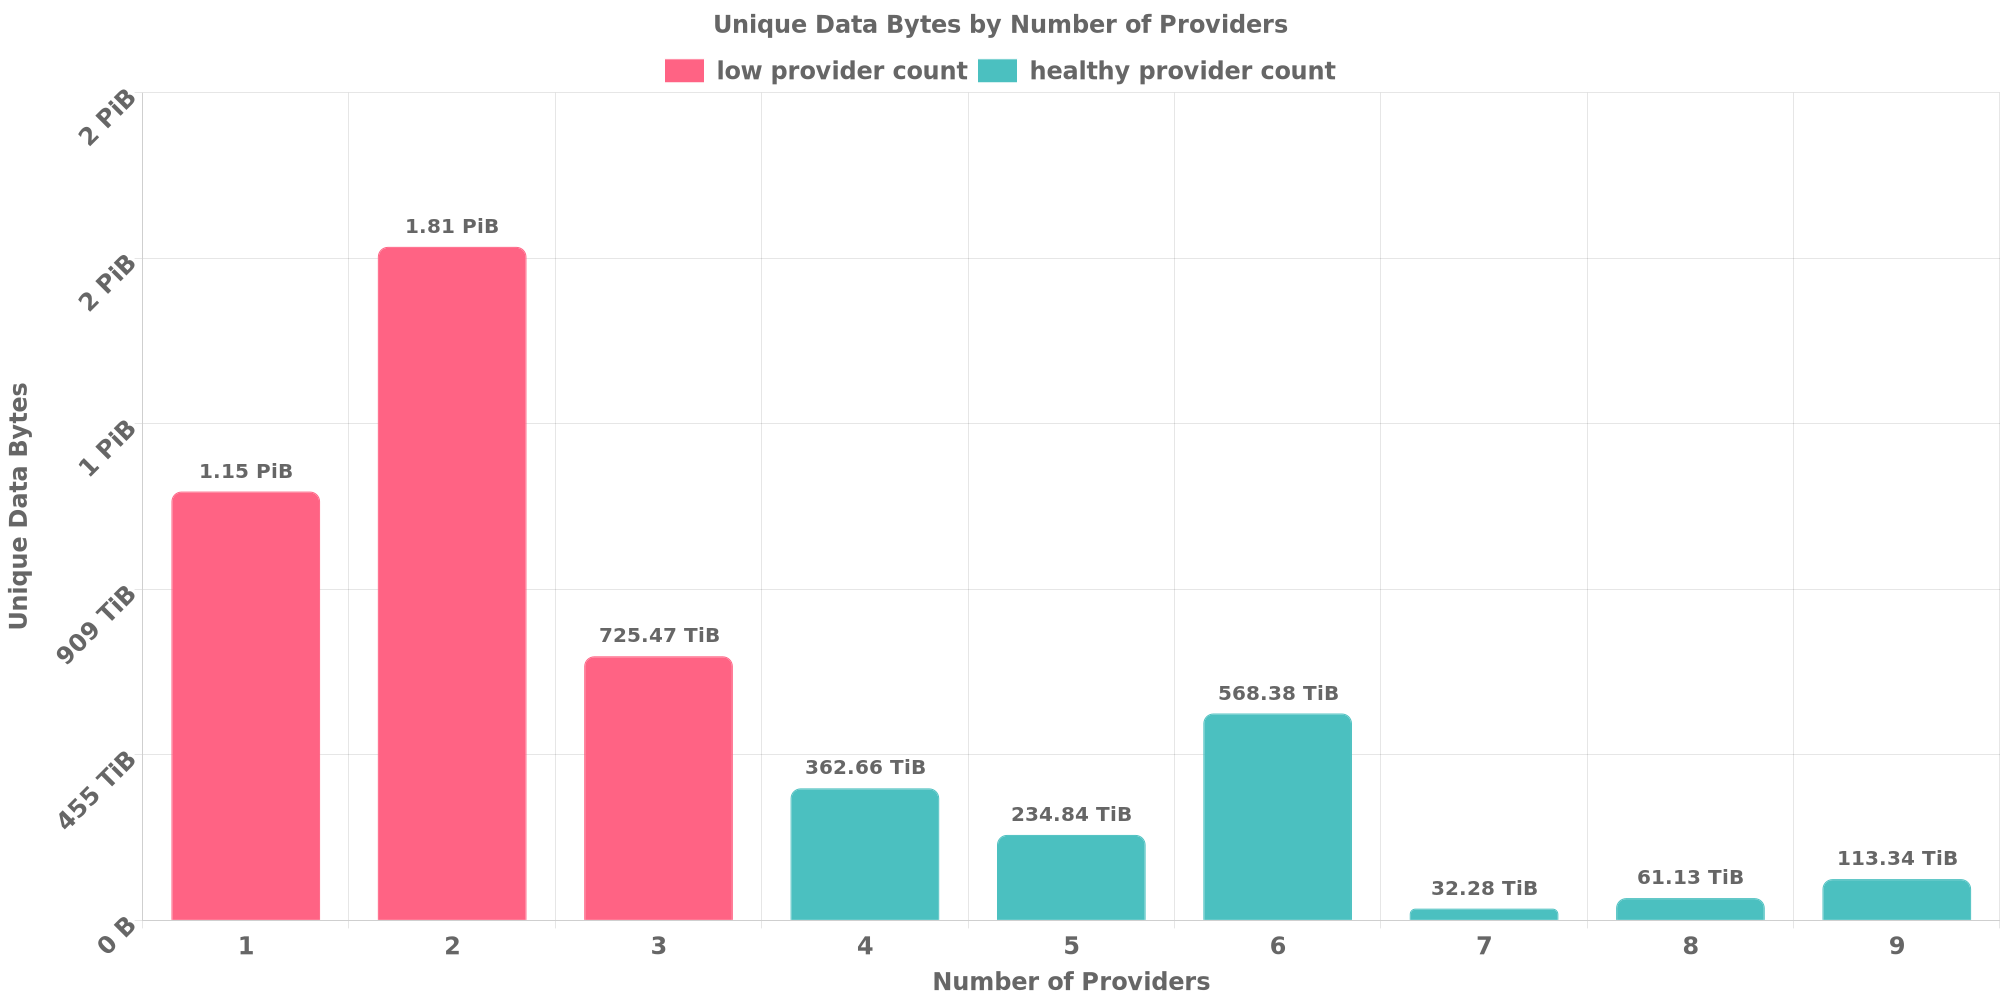 Unique Data Bytes by Number of Providers
low provider count healthy provider count
Unique Data Bytes
2 PiB
2 PiB
1 PiB
909 TiB
455 TiB
0 B
1.15 PiB
1.81 PiB
725.47 TiB
362.66 TiB
234.84 TiB
568.38 TiB
32.28 TiB
61.13 TiB
113.34 TiB
1 2 3 4 5 6 7 8 9
Number of Providers